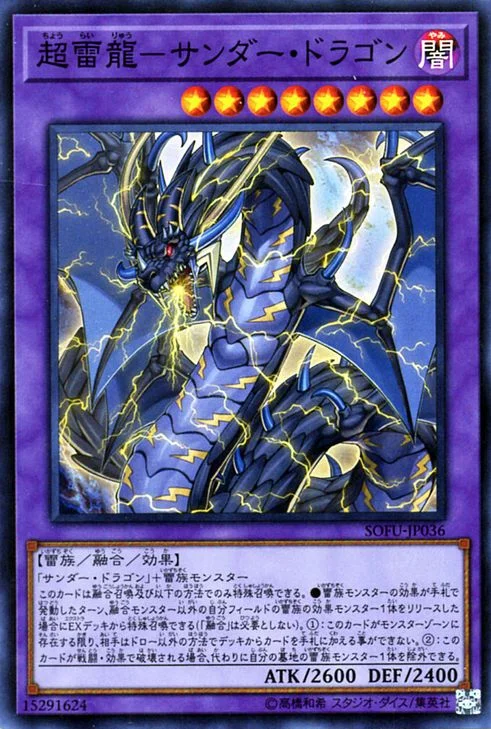 超雷龍－サンダー・ドラゴン 闇
SOFU-JP036
【雷族／融合／効果】
「サンダー・ドラゴン」＋雷族モンスター
このカードは融合召喚及び以下の方法でのみ特殊召喚できる。●雷族モンスターの効果が手札で
発動したターン、融合モンスター以外の自分フィールドの雷族の効果モンスター1体をリリースした
場合にEXデッキから特殊召喚できる(「融合」は必要としない)。①：このカードがモンスターゾーンに
存在する限り、相手はドロー以外の方法でデッキからカードを手札に加える事ができない。②：この
カードが戦闘・効果で破壊される場合、代わりに自分の墓地の雷族モンスター1体を除外できる。
ATK/2600 DEF/2400
15291624 ©高橋和希 スタジオ・ダイス/集英社